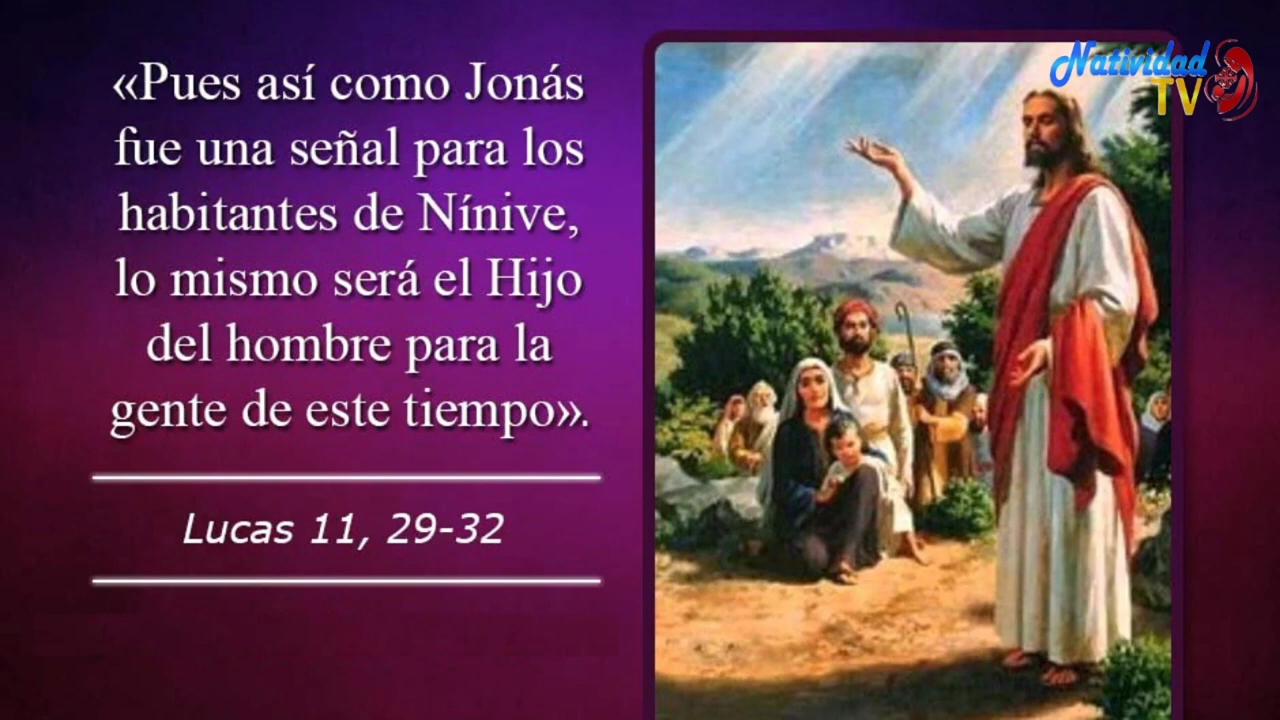 «Pues así como Jonás
fue una señal para los
habitantes de Nínive,
lo mismo será el Hijo
del hombre para la
gente de este tiempo».
Lucas 11, 29-32
Natividad
TV